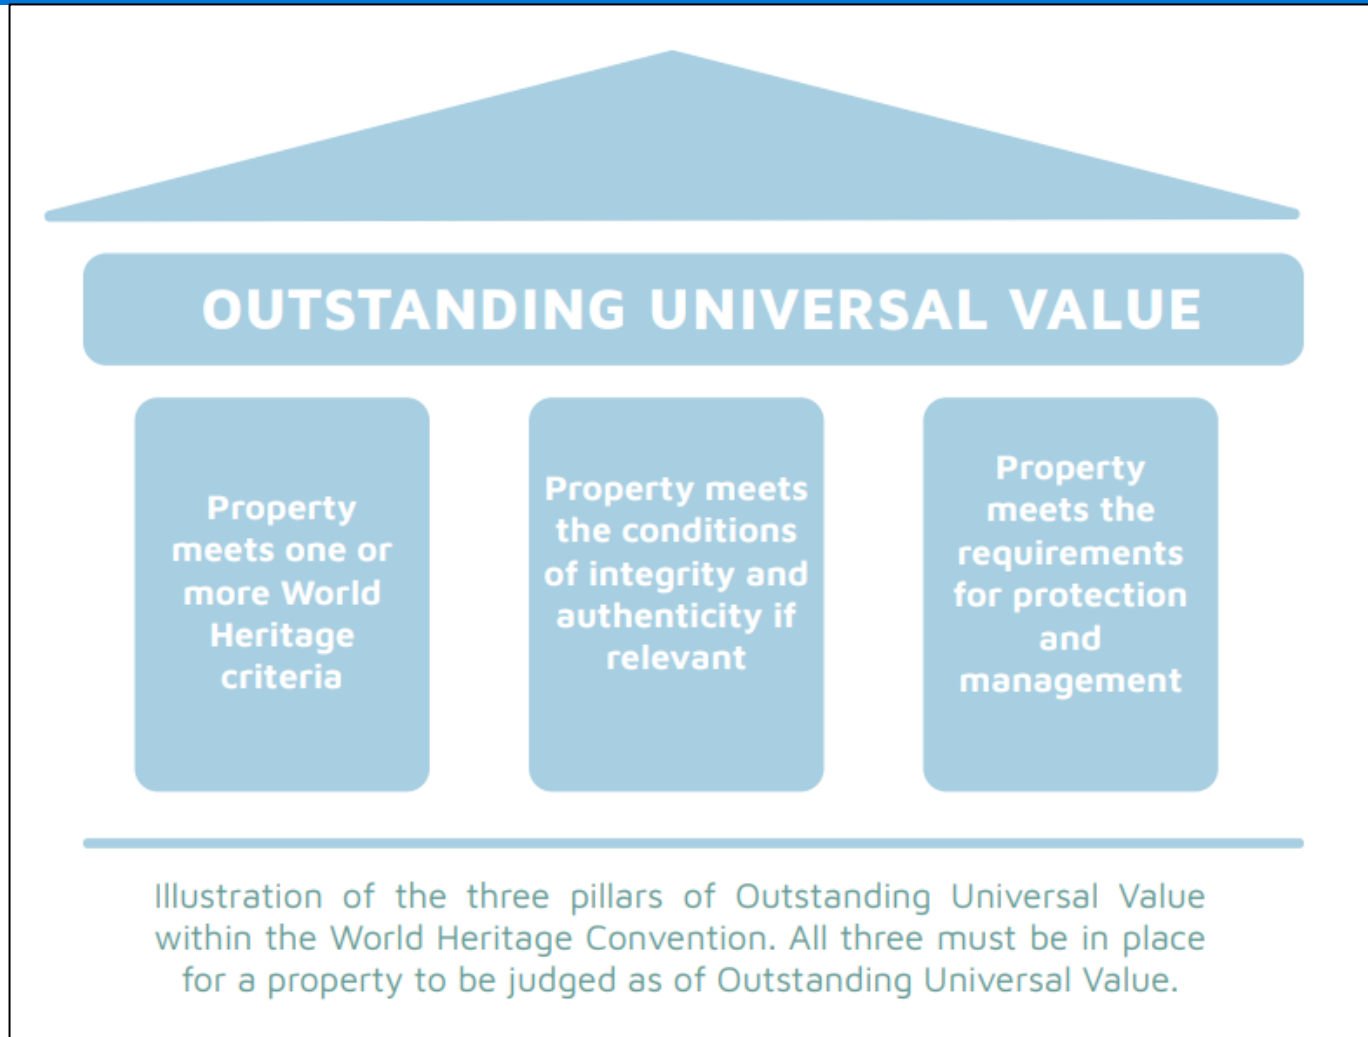 OUTSTANDING UNIVERSAL VALUE
Property
meets one or
more World
Heritage
criteria
Property meets
the conditions
of integrity and
authenticity if
relevant
Property
meets the
requirements
for protection
and
management
Illustration of the three pillars of Outstanding Universal Value
within the World Heritage Convention. All three must be in place
for a property to be judged as of Outstanding Universal Value.